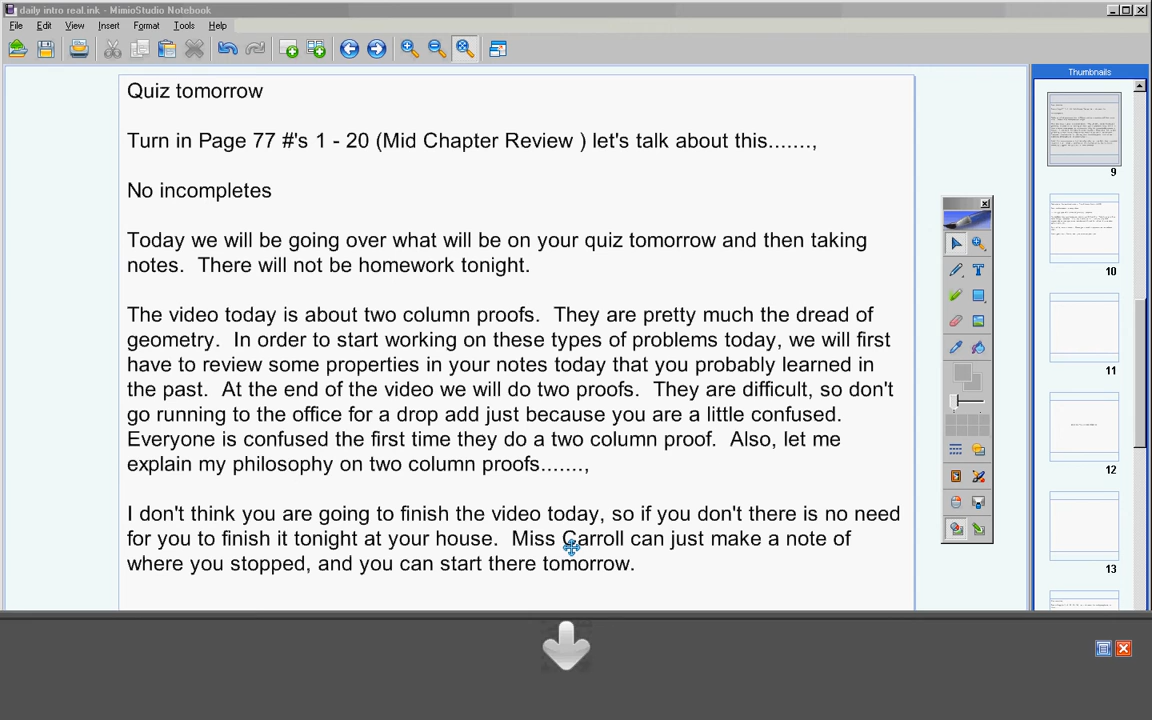 daily intro real.ink - MimioStudio Notebook
File Edit View Insert Format Tools Help
Thumbnails
Quiz tomorrow
Turn in Page 77 #'s 1 - 20 (Mid Chapter Review ) let's talk about this.......,
No incompletes
Today we will be going over what will be on your quiz tomorrow and then taking
notes.  There will not be homework tonight.
The video today is about two column proofs.  They are pretty much the dread of
geometry.  In order to start working on these types of problems today, we will first
have to review some properties in your notes today that you probably learned in
the past.  At the end of the video we will do two proofs.  They are difficult, so don't
go running to the office for a drop add just because you are a little confused.
Everyone is confused the first time they do a two column proof.  Also, let me
explain my philosophy on two column proofs.......,
I don't think you are going to finish the video today, so if you don't there is no need
for you to finish it tonight at your house.  Miss Carroll can just make a note of
where you stopped, and you can start there tomorrow.
9
10
11
12
13